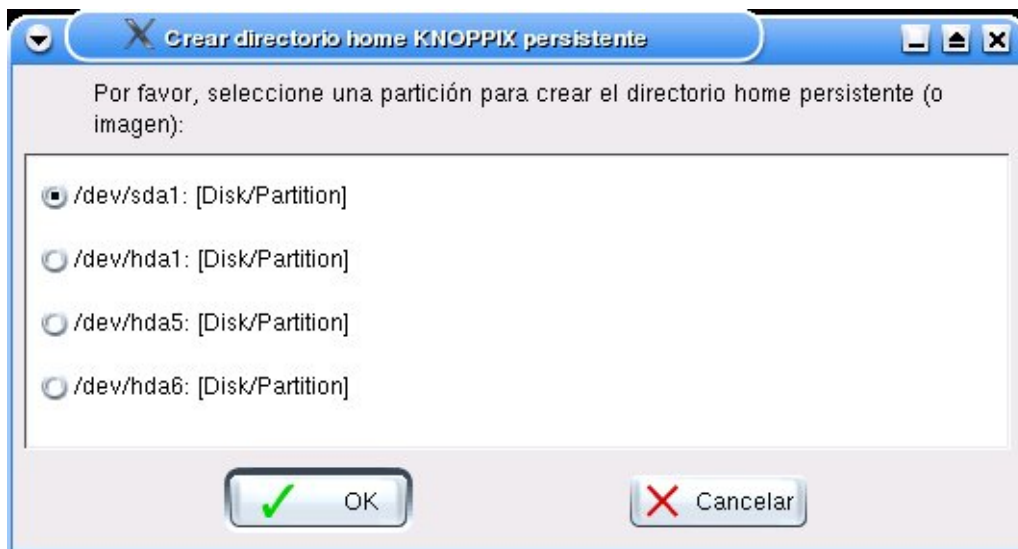 Crear directorio home KNOPPIX persistente
Por favor, seleccione una partición para crear el directorio home persistente (o
imagen):
/dev/sda1: [Disk/Partition]
/dev/hda1: [Disk/Partition]
/dev/hda5: [Disk/Partition]
/dev/hda6: [Disk/Partition]
OK
Cancelar